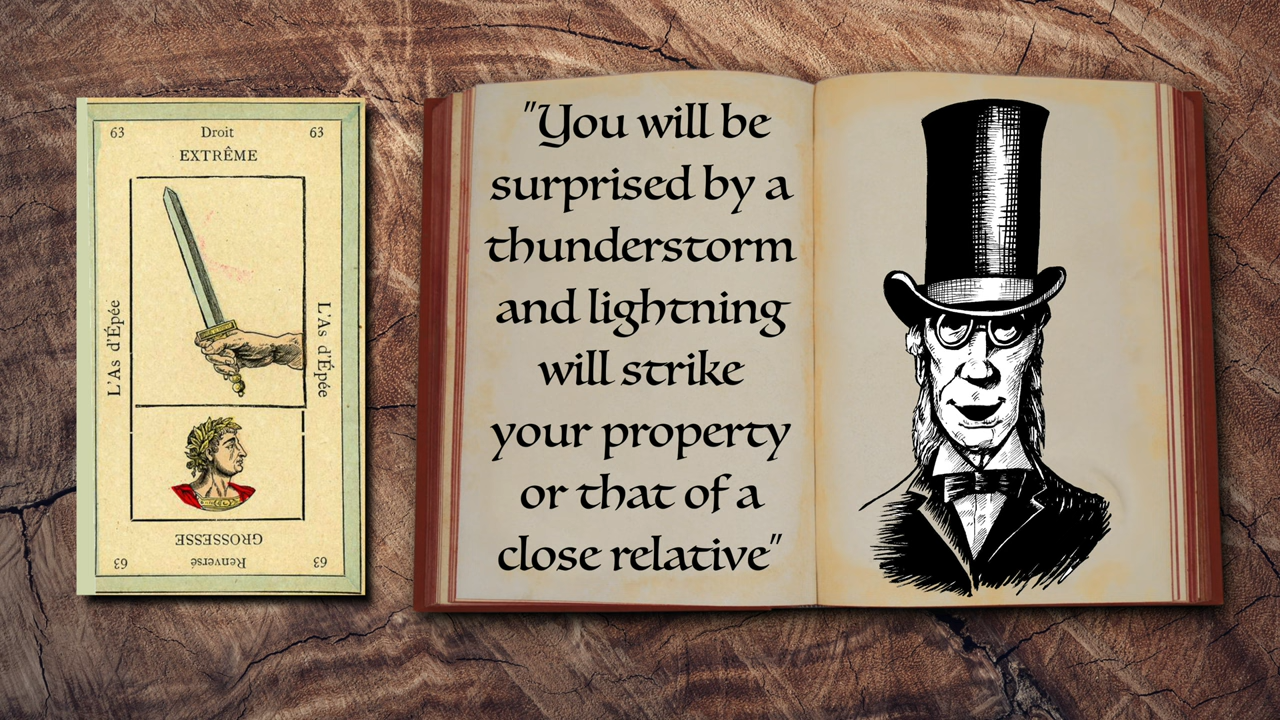 63 Droit 63
EXTRÊME
L'As d'Épée
L'As d'Épée
GROSSESSE
63 Renversé 63
"You will be
surprised by a
thunderstorm
and lightning
will strike
your property
or that of a
close relative"